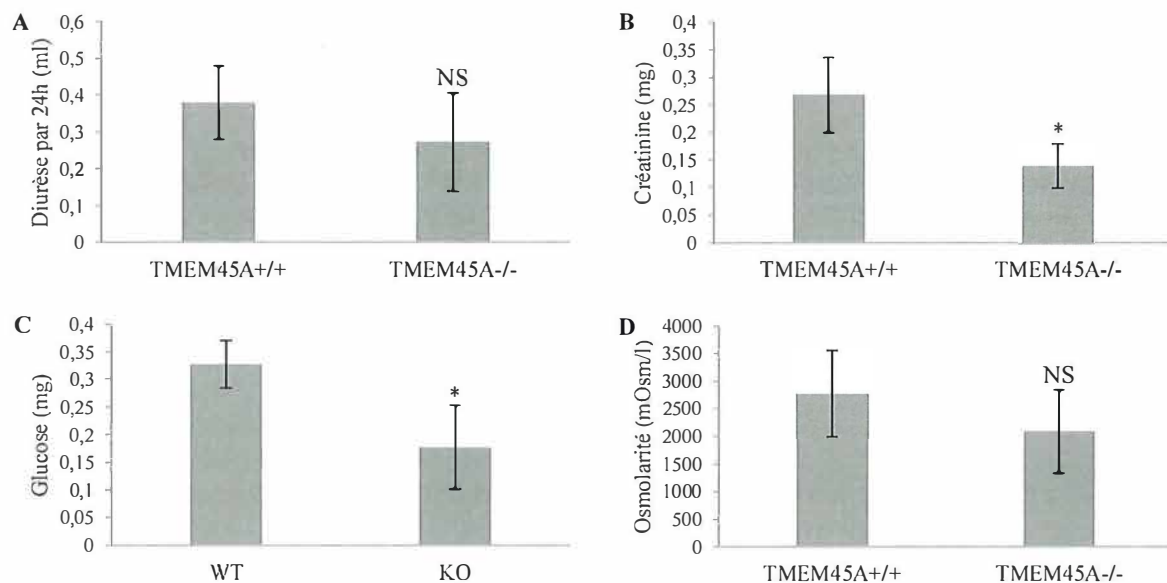 A
Diurèse par 24h (ml)
0,6
0,5
0,4
0,3
0,2
0,1
0
NS
TMEM45A+/+ TMEM45A-/-
B
Créatinine (mg)
0,4
0,35
0,3
0,25
0,2
0,15
0,1
0,05
0
*
TMEM45A+/+ TMEM45A-/-
C
Glucose (mg)
0,4
0,35
0,3
0,25
0,2
0,15
0,1
0,05
0
*
WT KO
D
Osmolarité (mOsm/l)
4000
3500
3000
2500
2000
1500
1000
500
0
NS
TMEM45A+/+ TMEM45A-/-